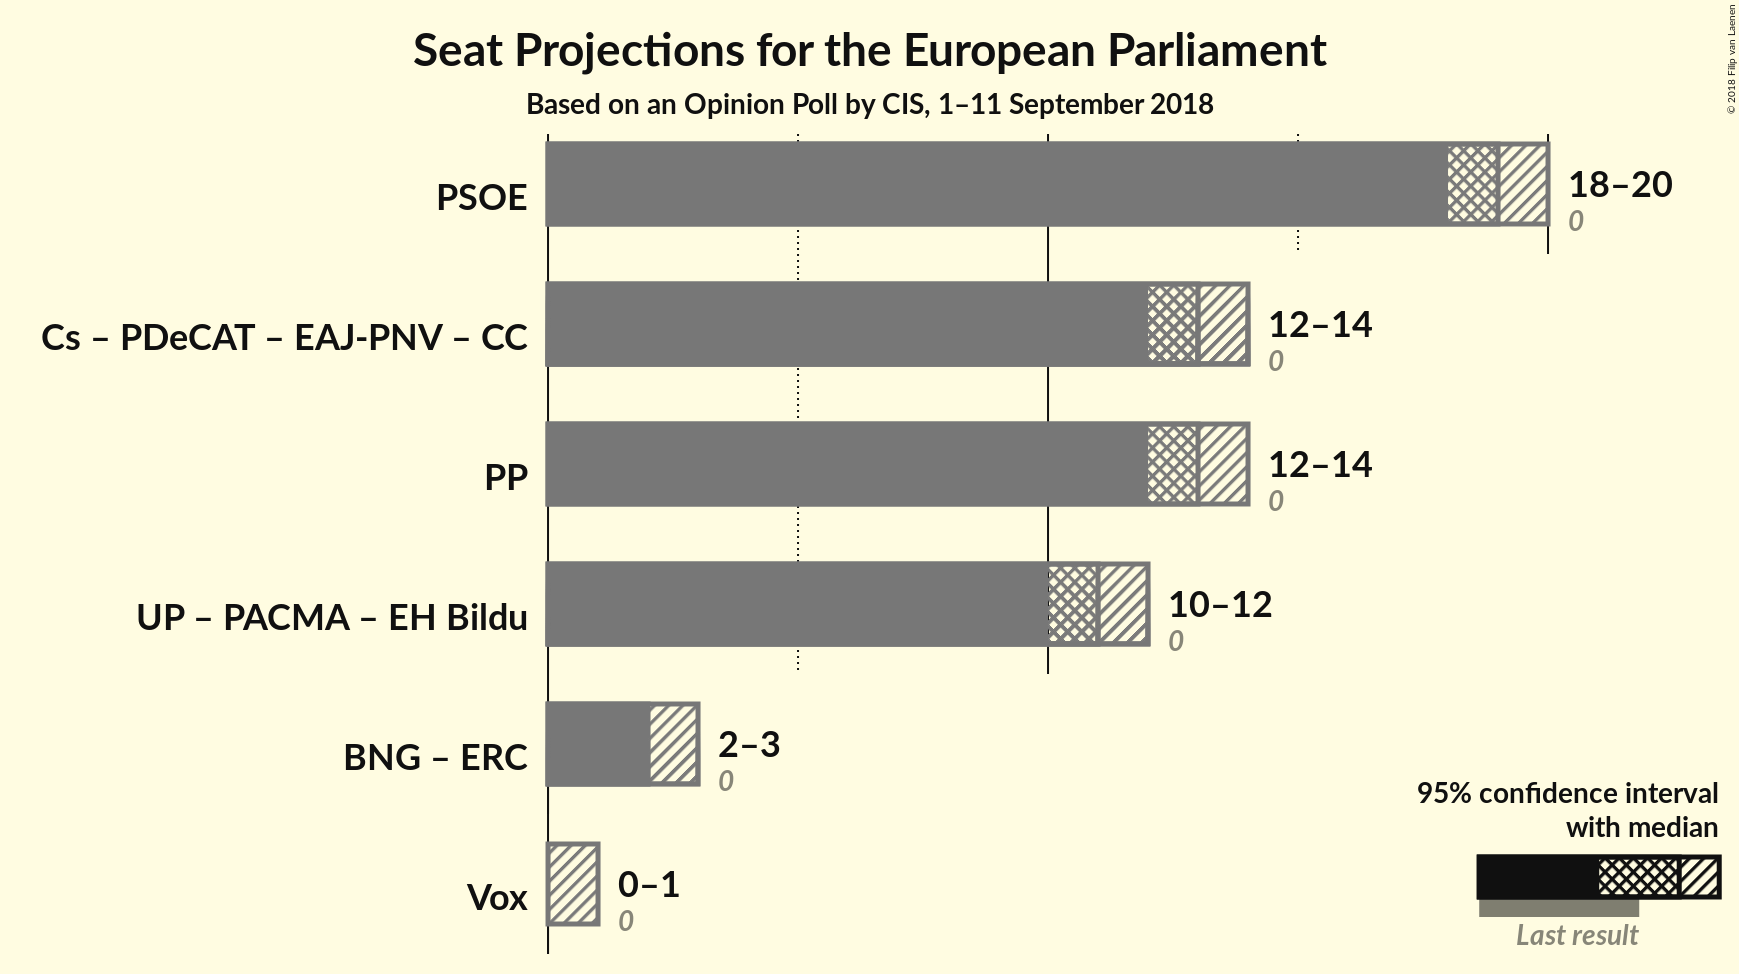 Seat Projections for the European Parliament
Based on an Opinion Poll by CIS, 1–11 September 2018
© 2018 Filip van Laenen
PSOE
18–20
0
Cs – PDeCAT – EAJ-PNV – CC
12–14
0
PP
12–14
0
UP – PACMA – EH Bildu
10–12
0
BNG – ERC
2–3
0
Vox
0–1
0
95% confidence interval
with median
Last result